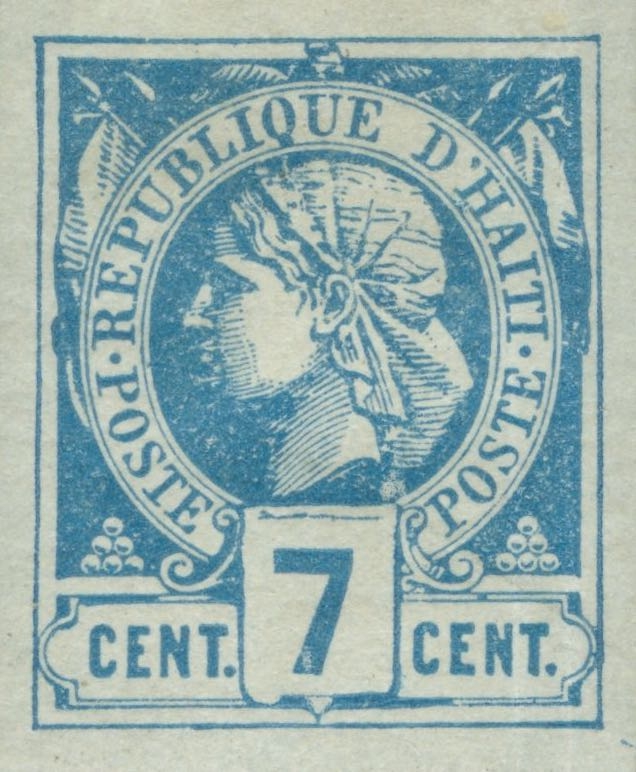 POSTE · REPUBLIQUE D'HAITI · POSTE
CENT. 7 CENT.